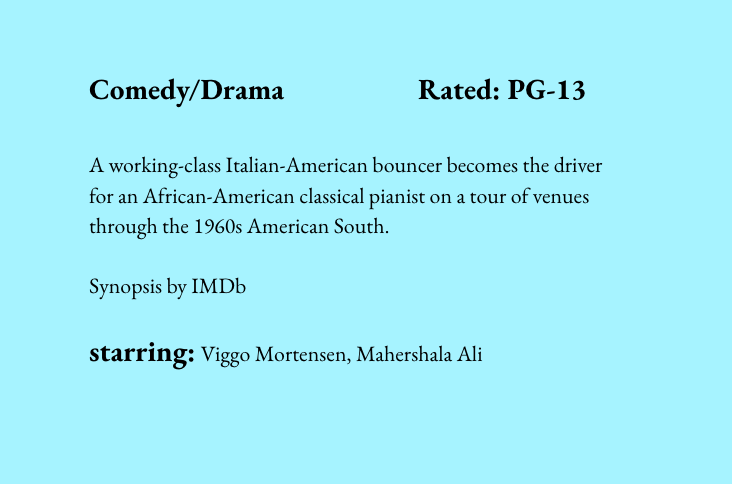 Comedy/Drama Rated: PG-13
A working-class Italian-American bouncer becomes the driver
for an African-American classical pianist on a tour of venues
through the 1960s American South.
Synopsis by IMDb
starring: Viggo Mortensen, Mahershala Ali